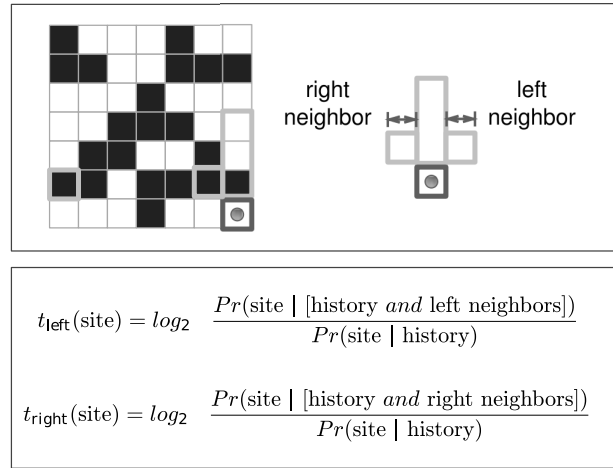 right neighbor
left neighbor
t_left(site) = log_2 Pr(site | [history and left neighbors]) / Pr(site | history)
t_right(site) = log_2 Pr(site | [history and right neighbors]) / Pr(site | history)